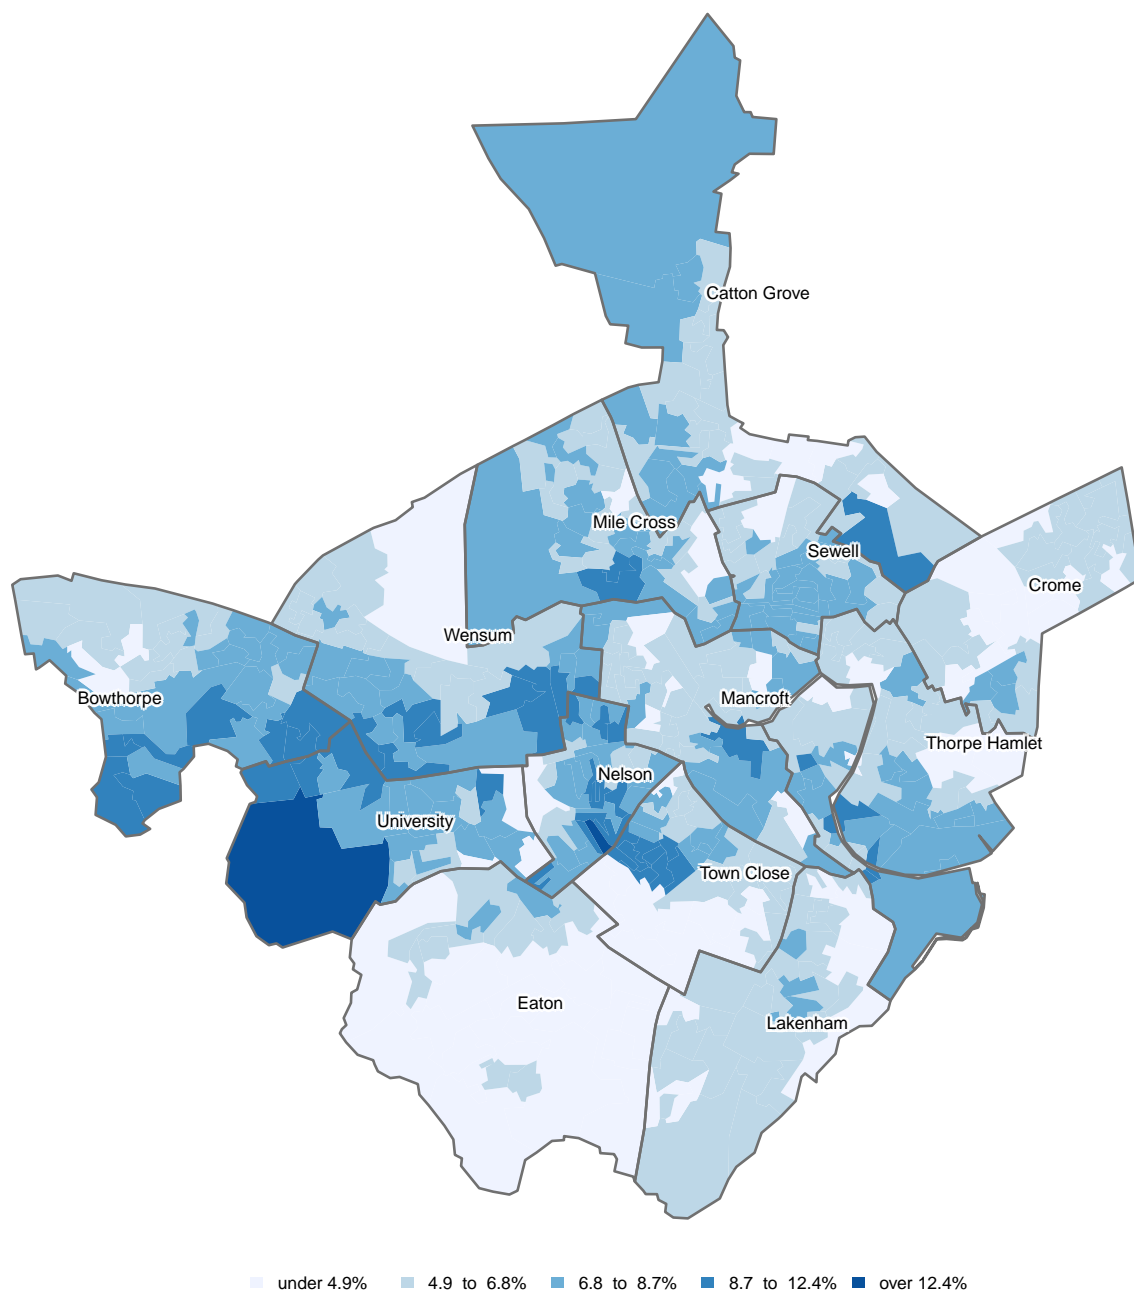 Catton Grove
Mile Cross
Sewell
Crome
Wensum
Bowthorpe
Mancroft
Thorpe Hamlet
Nelson
University
Town Close
Eaton
Lakenham
under 4.9% 4.9 to 6.8% 6.8 to 8.7% 8.7 to 12.4% over 12.4%